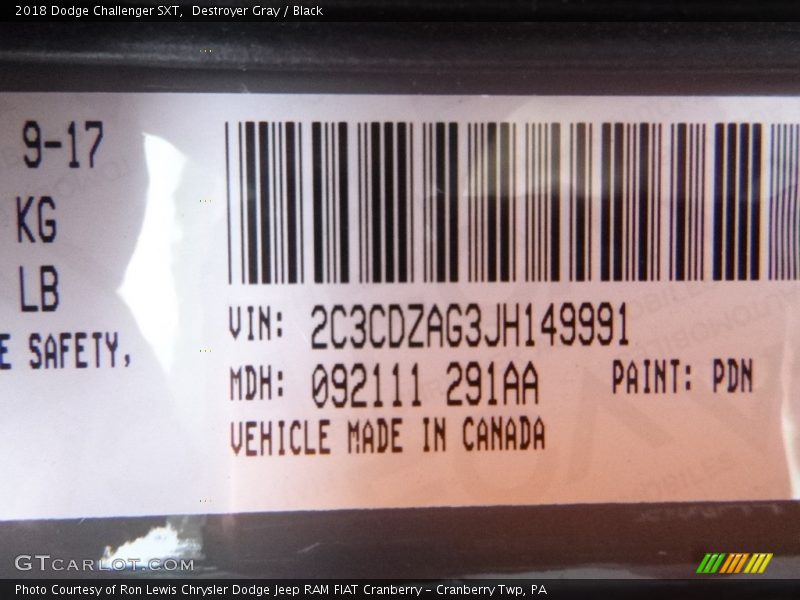 2018 Dodge Challenger SXT,  Destroyer Gray / Black
9-17
KG
LB
E SAFETY,
VIN: 2C3CDZAG3JH149991
MDH: 092111 291AA PAINT: PDN
VEHICLE MADE IN CANADA
GTCARLOT.COM
Photo Courtesy of Ron Lewis Chrysler Dodge Jeep RAM FIAT Cranberry – Cranberry Twp, PA